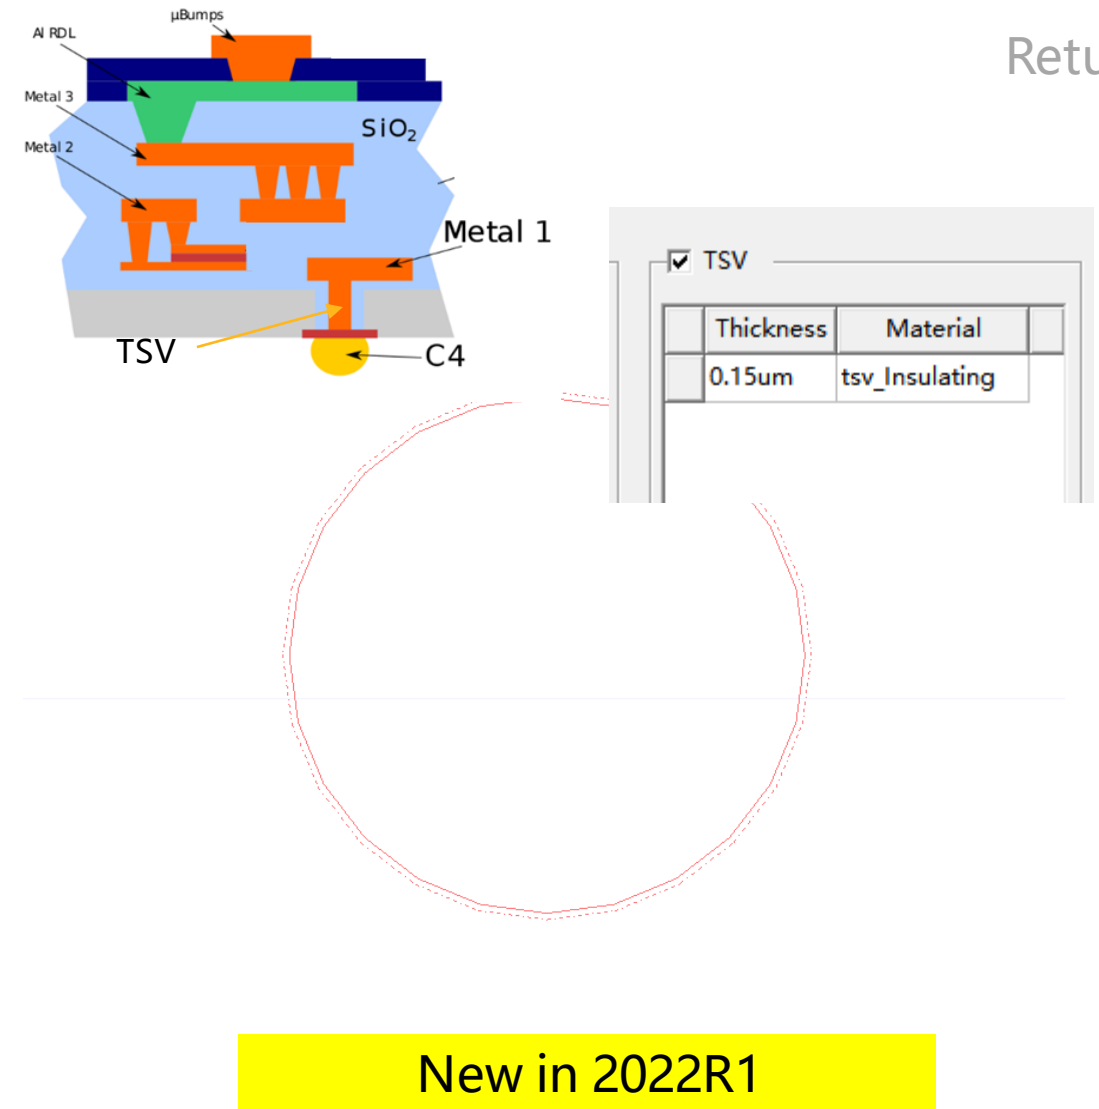 μBumps
Al RDL
Metal 3
Metal 2
SiO₂
Metal 1
TSV
C4
TSV
Thickness Material
0.15um tsv_Insulating
New in 2022R1